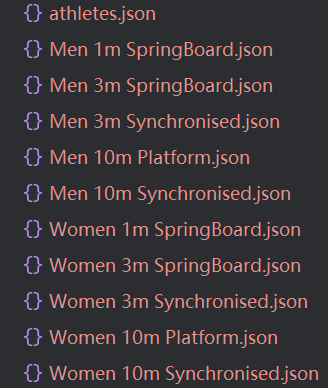 {} athletes.json
{} Men 1m SpringBoard.json
{} Men 3m SpringBoard.json
{} Men 3m Synchronised.json
{} Men 10m Platform.json
{} Men 10m Synchronised.json
{} Women 1m SpringBoard.json
{} Women 3m SpringBoard.json
{} Women 3m Synchronised.json
{} Women 10m Platform.json
{} Women 10m Synchronised.json